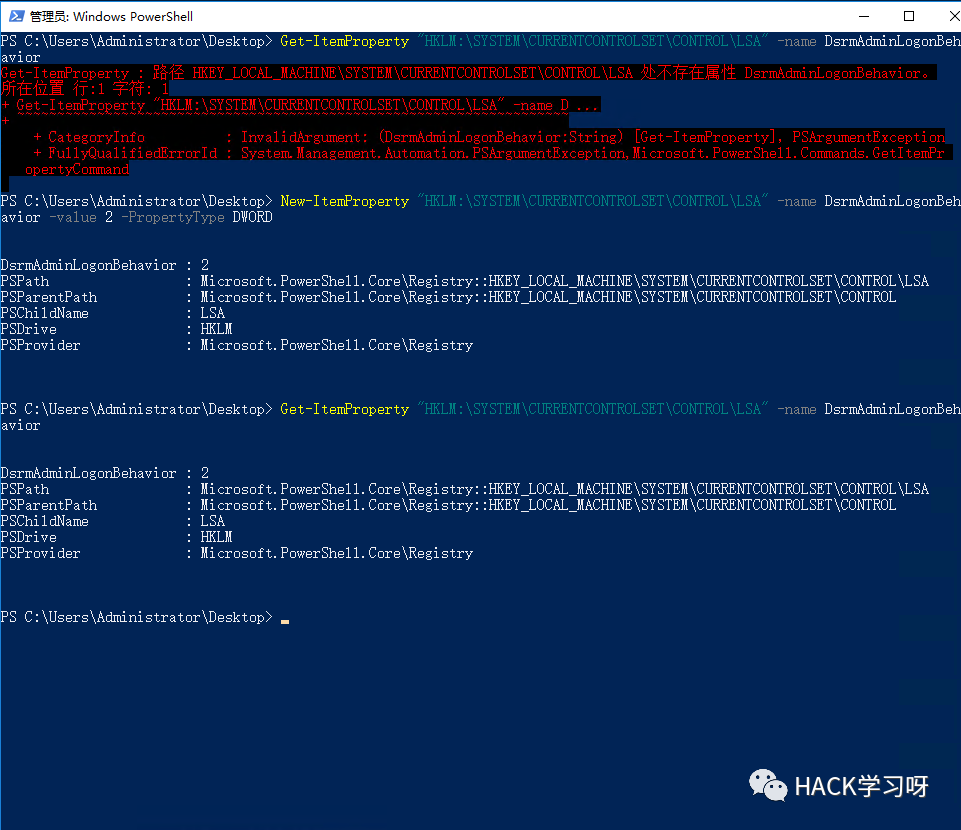 管理员: Windows PowerShell
PS C:\Users\Administrator\Desktop> Get-ItemProperty "HKLM:\SYSTEM\CURRENTCONTROLSET\CONTROL\LSA" -name DsrmAdminLogonBeh
avior
Get-ItemProperty : 路径 HKEY_LOCAL_MACHINE\SYSTEM\CURRENTCONTROLSET\CONTROL\LSA 处不存在属性 DsrmAdminLogonBehavior。
所在位置 行:1 字符: 1
+ Get-ItemProperty "HKLM:\SYSTEM\CURRENTCONTROLSET\CONTROL\LSA" -name D ...
+ ~~~~~~~~~~~~~~~~~~~~~~~~~~~~~~~~~~~~~~~~~~~~~~~~~~~~~~~~~~~~~~~~~~~~~
+ CategoryInfo : InvalidArgument: (DsrmAdminLogonBehavior:String) [Get-ItemProperty], PSArgumentException
+ FullyQualifiedErrorId : System.Management.Automation.PSArgumentException,Microsoft.PowerShell.Commands.GetItemPr
opertyCommand
PS C:\Users\Administrator\Desktop> New-ItemProperty "HKLM:\SYSTEM\CURRENTCONTROLSET\CONTROL\LSA" -name DsrmAdminLogonBeh
avior -value 2 -PropertyType DWORD
DsrmAdminLogonBehavior : 2
PSPath : Microsoft.PowerShell.Core\Registry::HKEY_LOCAL_MACHINE\SYSTEM\CURRENTCONTROLSET\CONTROL\LSA
PSParentPath : Microsoft.PowerShell.Core\Registry::HKEY_LOCAL_MACHINE\SYSTEM\CURRENTCONTROLSET\CONTROL
PSChildName : LSA
PSDrive : HKLM
PSProvider : Microsoft.PowerShell.Core\Registry
PS C:\Users\Administrator\Desktop> Get-ItemProperty "HKLM:\SYSTEM\CURRENTCONTROLSET\CONTROL\LSA" -name DsrmAdminLogonBeh
avior
DsrmAdminLogonBehavior : 2
PSPath : Microsoft.PowerShell.Core\Registry::HKEY_LOCAL_MACHINE\SYSTEM\CURRENTCONTROLSET\CONTROL\LSA
PSParentPath : Microsoft.PowerShell.Core\Registry::HKEY_LOCAL_MACHINE\SYSTEM\CURRENTCONTROLSET\CONTROL
PSChildName : LSA
PSDrive : HKLM
PSProvider : Microsoft.PowerShell.Core\Registry
PS C:\Users\Administrator\Desktop> _
HACK学习呀